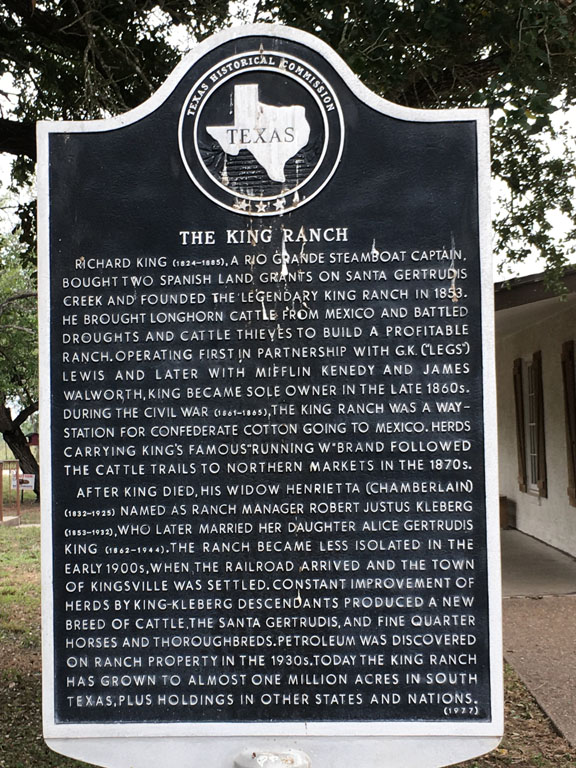 TEXAS HISTORICAL COMMISSION
TEXAS
THE KING RANCH
RICHARD KING (1824-1885), A RIO GRANDE STEAMBOAT CAPTAIN,
BOUGHT TWO SPANISH LAND GRANTS ON SANTA GERTRUDIS
CREEK AND FOUNDED THE LEGENDARY KING RANCH IN 1853.
HE BROUGHT LONGHORN CATTLE FROM MEXICO AND BATTLED
DROUGHTS AND CATTLE THIEVES TO BUILD A PROFITABLE
RANCH. OPERATING FIRST IN PARTNERSHIP WITH G.K. ("LEGS")
LEWIS AND LATER WITH MIFFLIN KENEDY AND JAMES
WALWORTH, KING BECAME SOLE OWNER IN THE LATE 1860s.
DURING THE CIVIL WAR (1861-1865), THE KING RANCH WAS A WAY-
STATION FOR CONFEDERATE COTTON GOING TO MEXICO. HERDS
CARRYING KING'S FAMOUS "RUNNING W" BRAND FOLLOWED
THE CATTLE TRAILS TO NORTHERN MARKETS IN THE 1870s.
AFTER KING DIED, HIS WIDOW HENRIETTA (CHAMBERLAIN)
(1832-1925) NAMED AS RANCH MANAGER ROBERT JUSTUS KLEBERG
(1853-1932), WHO LATER MARRIED HER DAUGHTER ALICE GERTRUDIS
KING (1862-1944). THE RANCH BECAME LESS ISOLATED IN THE
EARLY 1900s, WHEN THE RAILROAD ARRIVED AND THE TOWN
OF KINGSVILLE WAS SETTLED. CONSTANT IMPROVEMENT OF
HERDS BY KING-KLEBERG DESCENDANTS PRODUCED A NEW
BREED OF CATTLE, THE SANTA GERTRUDIS, AND FINE QUARTER
HORSES AND THOROUGHBREDS. PETROLEUM WAS DISCOVERED
ON RANCH PROPERTY IN THE 1930s. TODAY THE KING RANCH
HAS GROWN TO ALMOST ONE MILLION ACRES IN SOUTH
TEXAS, PLUS HOLDINGS IN OTHER STATES AND NATIONS.
(1977)